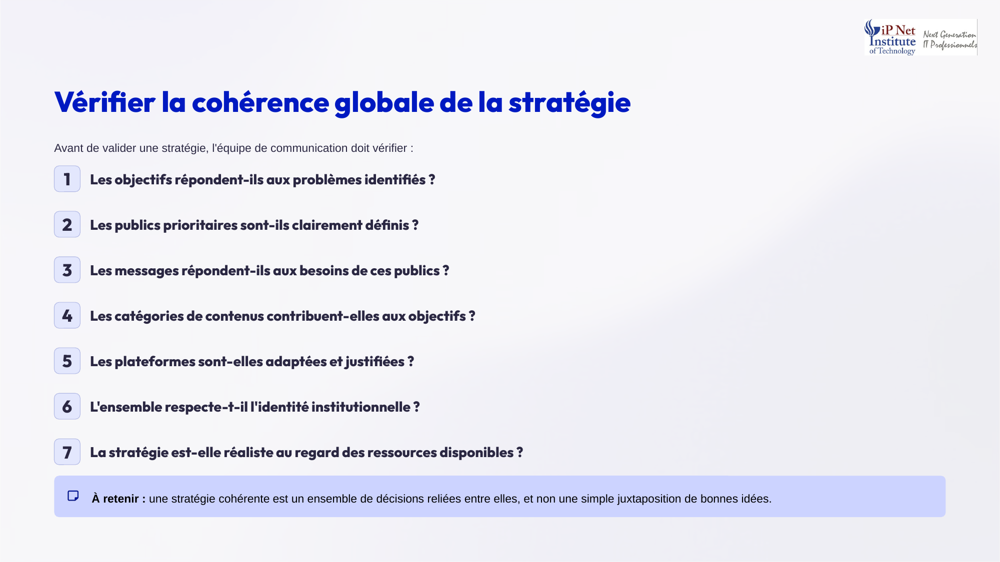 iP Net
Institute
of Technology
Next Generation
IT Professionnels
Vérifier la cohérence globale de la stratégie
Avant de valider une stratégie, l'équipe de communication doit vérifier :
1 Les objectifs répondent-ils aux problèmes identifiés ?
2 Les publics prioritaires sont-ils clairement définis ?
3 Les messages répondent-ils aux besoins de ces publics ?
4 Les catégories de contenus contribuent-elles aux objectifs ?
5 Les plateformes sont-elles adaptées et justifiées ?
6 L'ensemble respecte-t-il l'identité institutionnelle ?
7 La stratégie est-elle réaliste au regard des ressources disponibles ?
À retenir : une stratégie cohérente est un ensemble de décisions reliées entre elles, et non une simple juxtaposition de bonnes idées.